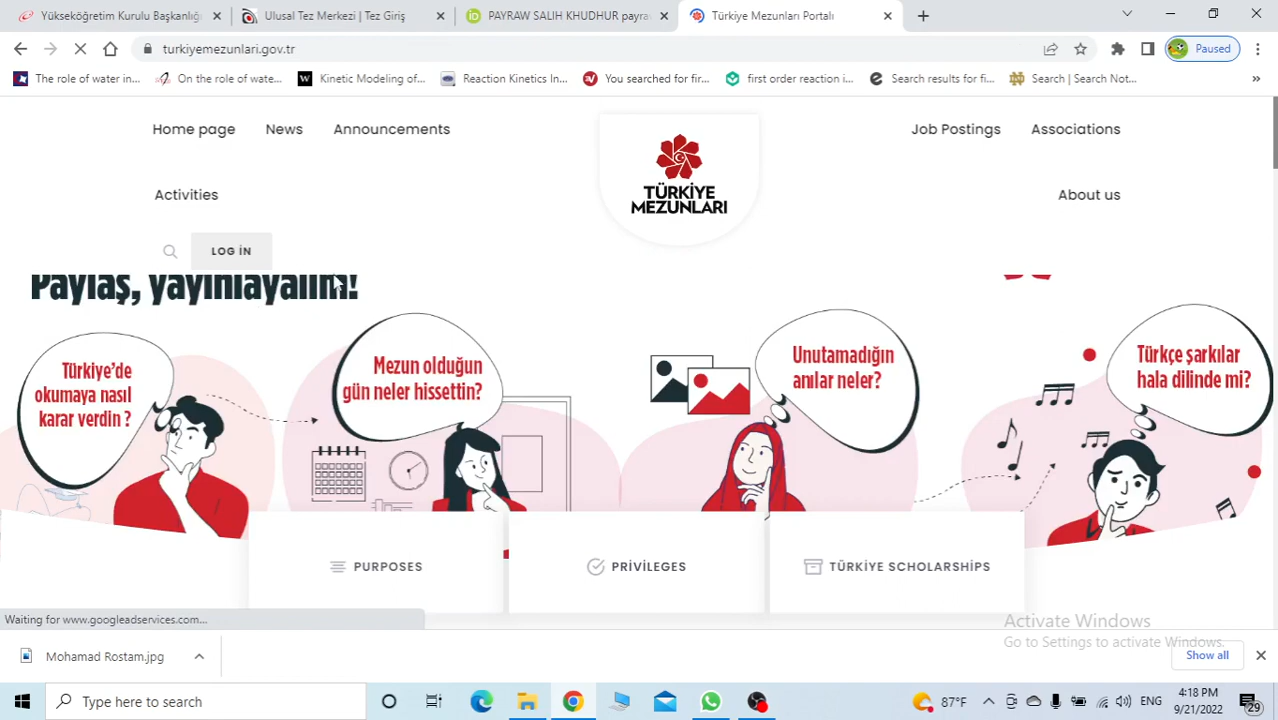 Yükseköğretim Kurulu Başkanlığı
Ulusal Tez Merkezi | Tez Giriş
PAYRAW SALIH KHUDHUR payra
Türkiye Mezunları Portalı
turkiyemezunlari.gov.tr
Paused
The role of water in...
On the role of wate...
Kinetic Modeling of...
Reaction Kinetics In...
You searched for fir...
first order reaction i...
Search results for fi...
Search | Search Not...
Home page
News
Announcements
TÜRKİYE
MEZUNLARI
Job Postings
Associations
Activities
About us
LOG İN
Paylaş, yayınlayalım!
Türkiye'de
okumaya nasıl
karar verdin ?
Mezun olduğun
gün neler hissettin?
Unutamadığın
anılar neler?
Türkçe şarkılar
hala dilinde mi?
PURPOSES
PRİVİLEGES
TÜRKİYE SCHOLARSHİPS
Waiting for www.googleadservices.com...
Activate Windows
Go to Settings to activate Windows.
Mohamad Rostam.jpg
Show all
Type here to search
87°F
ENG
4:18 PM
9/21/2022
29